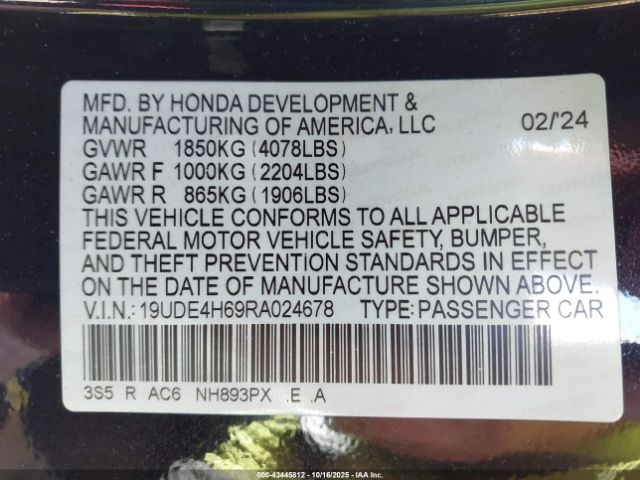 MFD. BY HONDA DEVELOPMENT &
MANUFACTURING OF AMERICA, LLC 02/'24
GVWR 1850KG (4078LBS)
GAWR F 1000KG (2204LBS)
GAWR R 865KG (1906LBS)
THIS VEHICLE CONFORMS TO ALL APPLICABLE
FEDERAL MOTOR VEHICLE SAFETY, BUMPER,
AND THEFT PREVENTION STANDARDS IN EFFECT
ON THE DATE OF MANUFACTURE SHOWN ABOVE.
V.I.N.: 19UDE4H69RA024678 TYPE: PASSENGER CAR
3S5 R AC6 NH893PX .E .A
000-43445812 - 10/16/2025 - IAA Inc.